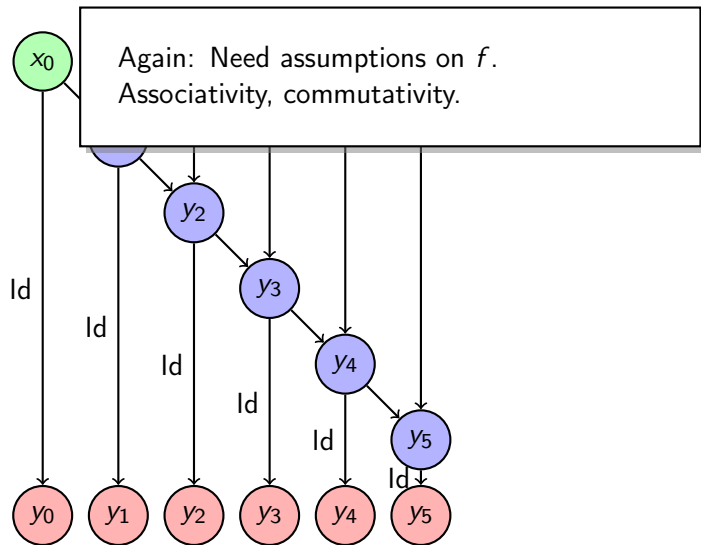 x0
Again: Need assumptions on f.
Associativity, commutativity.
y2
Id
y3
Id
Id
y4
Id
Id
y5
Id
y0 y1 y2 y3 y4 y5